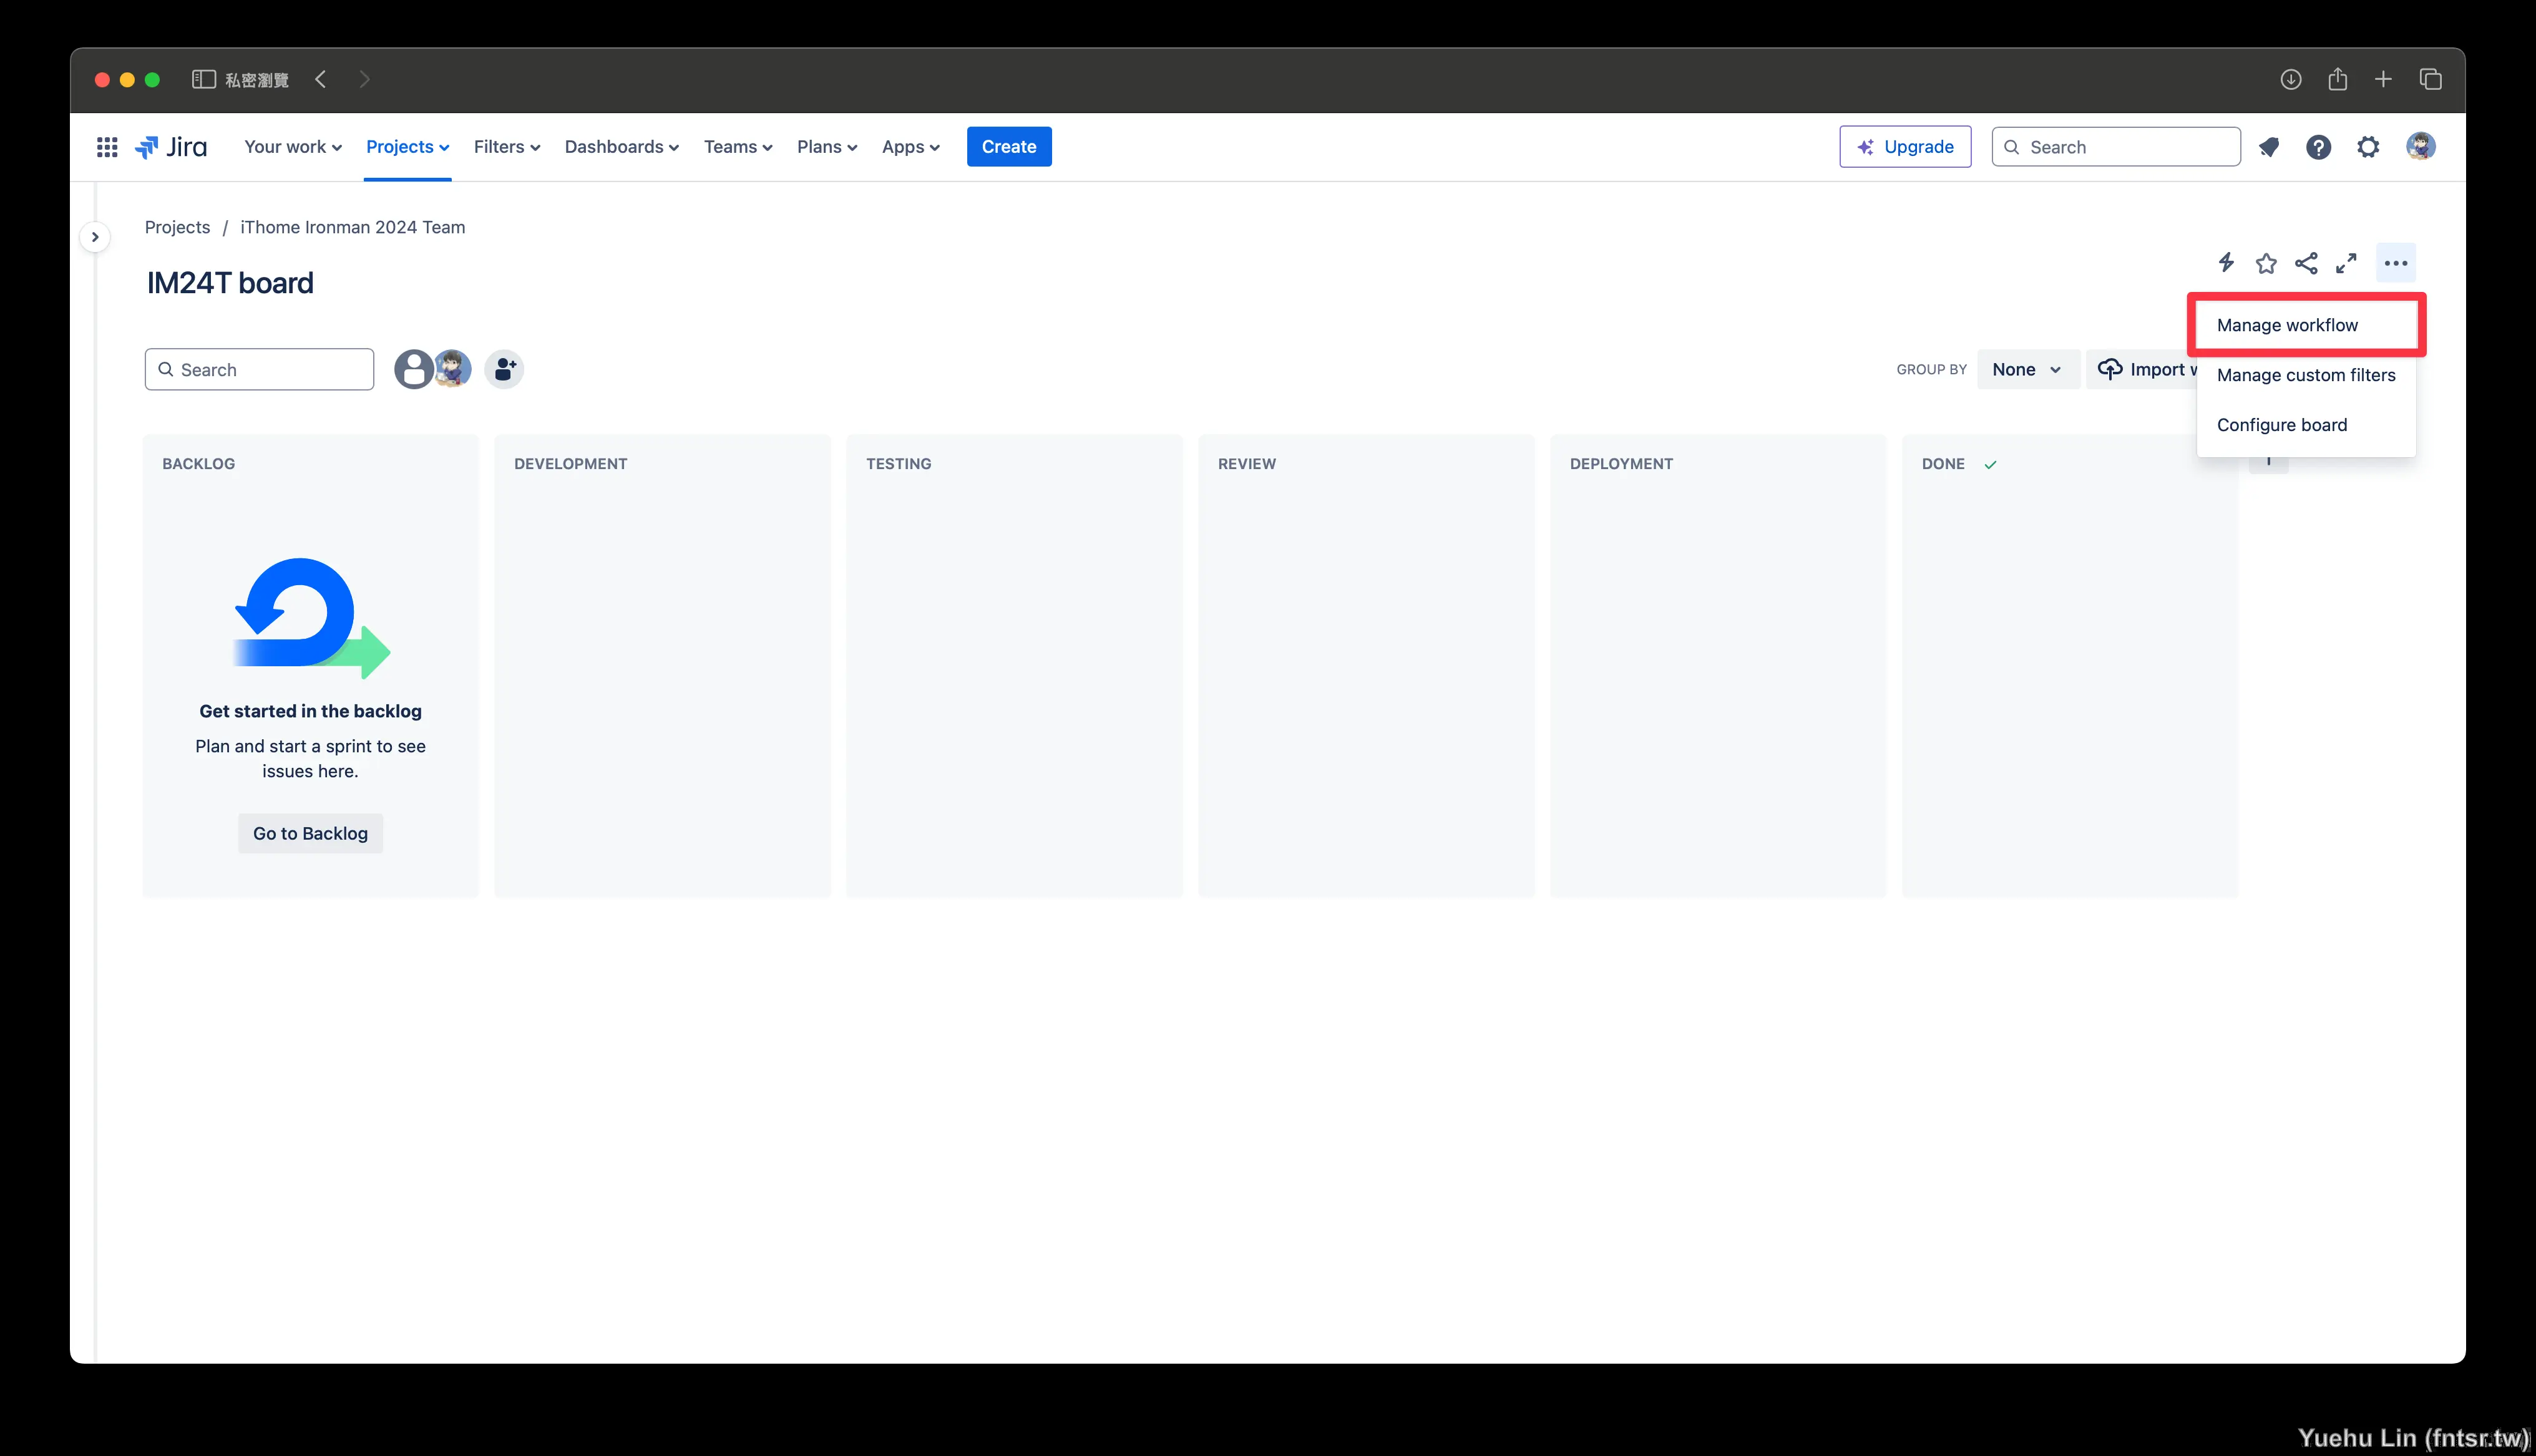 私密瀏覽
Jira
Your work
Projects
Filters
Dashboards
Teams
Plans
Apps
Create
Upgrade
Search
Projects / iThome Ironman 2024 Team
IM24T board
Manage workflow
Manage custom filters
Configure board
Search
GROUP BY
None
Import w
BACKLOG
DEVELOPMENT
TESTING
REVIEW
DEPLOYMENT
DONE
Get started in the backlog
Plan and start a sprint to see
issues here.
Go to Backlog
Yuehu Lin (fntsr.tw)